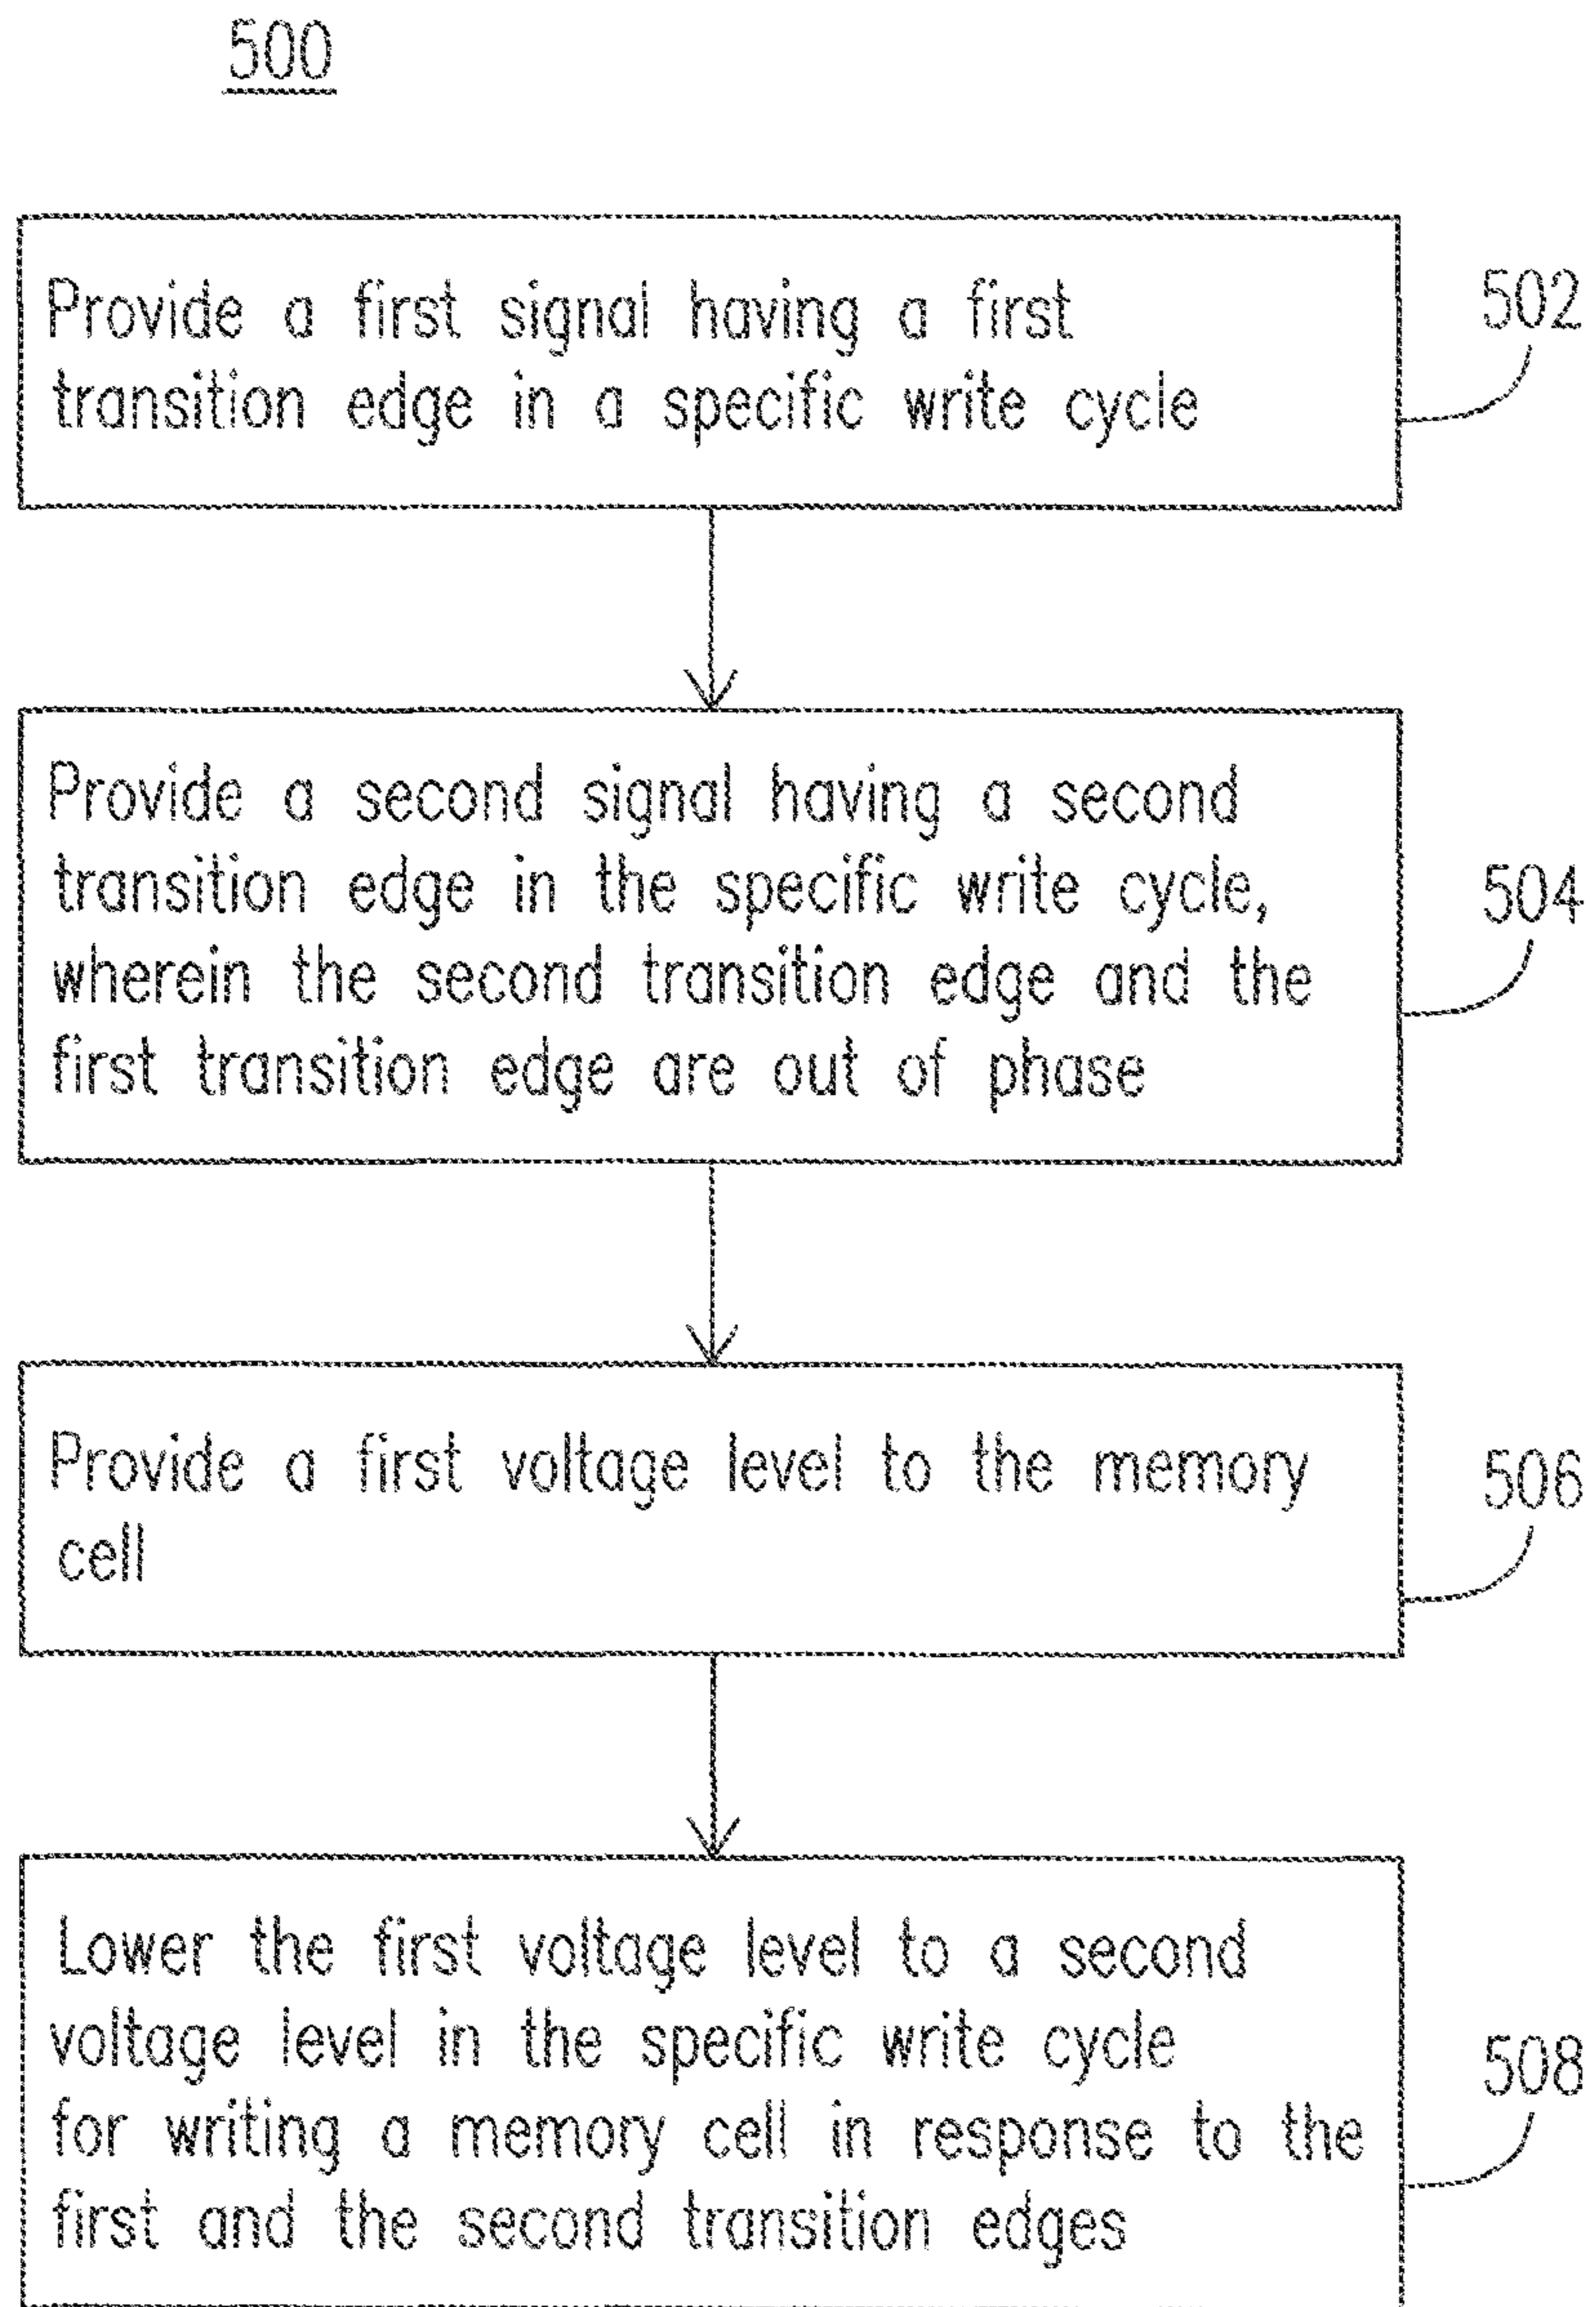 500
Provide a first signal having a first
transition edge in a specific write cycle
502
Provide a second signal having a second
transition edge in the specific write cycle,
wherein the second transition edge and the
first transition edge are out of phase
504
Provide a first voltage level to the memory
cell
506
Lower the first voltage level to a second
voltage level in the specific write cycle
for writing a memory cell in response to the
first and the second transition edges
508